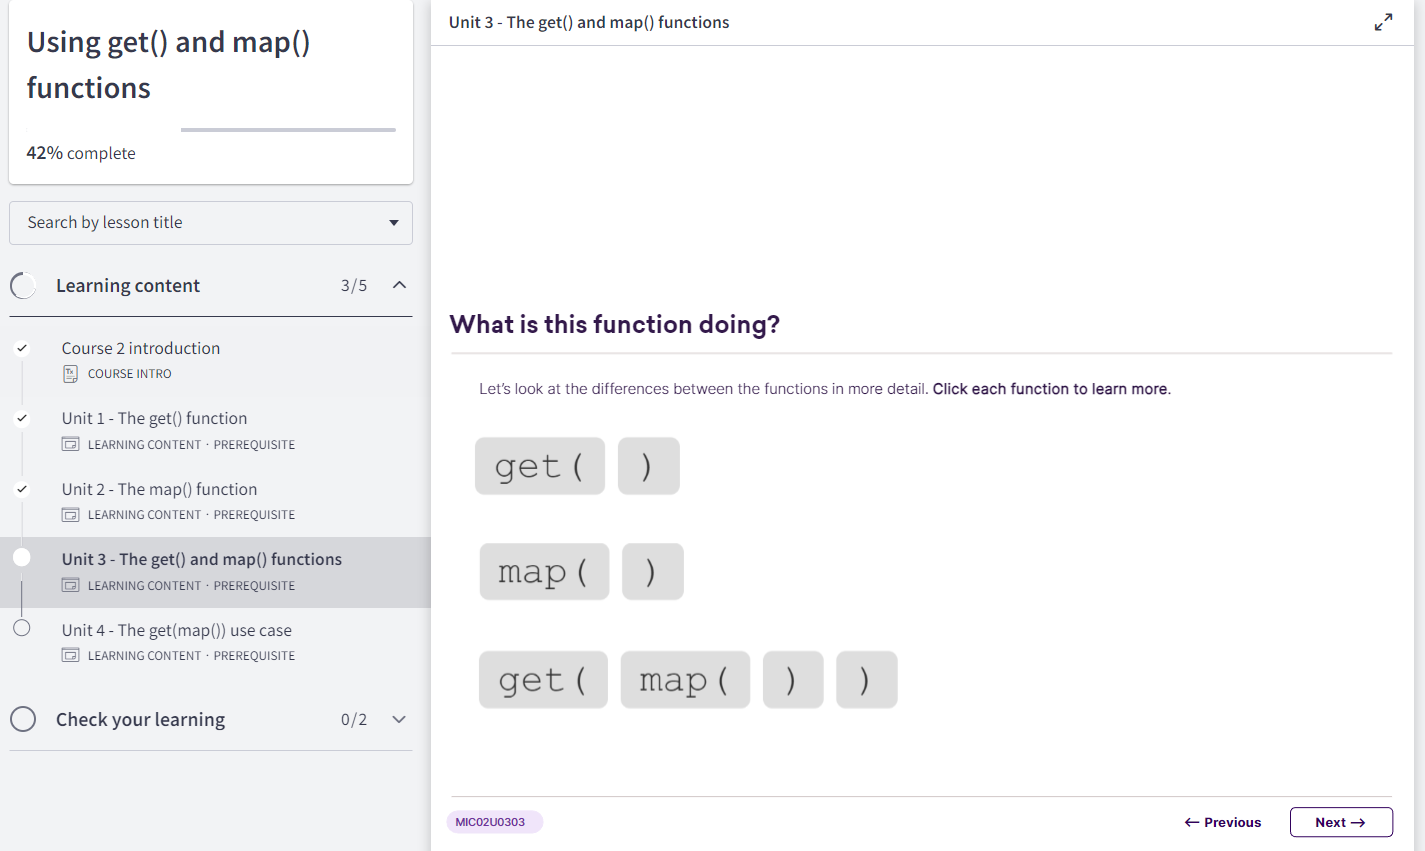 Using get() and map()
functions
42% complete
Search by lesson title
Learning content 3/5
Course 2 introduction
Tx
COURSE INTRO
Unit 1 - The get() function
LEARNING CONTENT · PREREQUISITE
Unit 2 - The map() function
LEARNING CONTENT · PREREQUISITE
Unit 3 - The get() and map() functions
LEARNING CONTENT · PREREQUISITE
Unit 4 - The get(map()) use case
LEARNING CONTENT · PREREQUISITE
Check your learning 0/2
Unit 3 - The get() and map() functions
What is this function doing?
Let's look at the differences between the functions in more detail. Click each function to learn more.
get( )
map( )
get( map( ) )
MIC02U0303
← Previous Next →